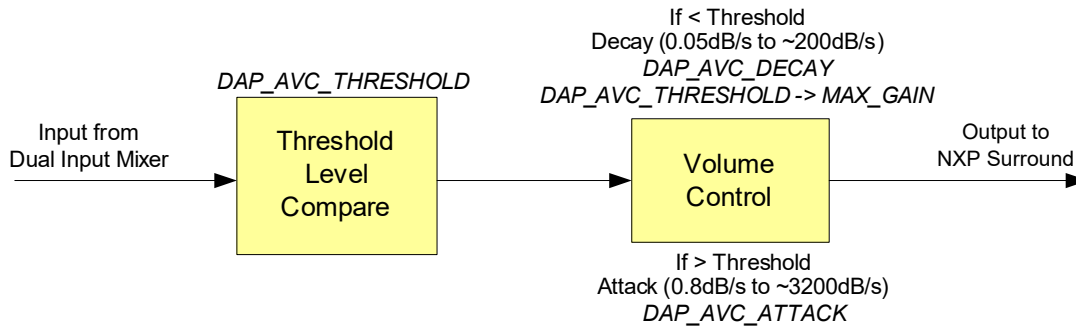 If < Threshold
Decay (0.05dB/s to ~200dB/s)
DAP_AVC_DECAY
DAP_AVC_THRESHOLD -> MAX_GAIN
DAP_AVC_THRESHOLD
Input from
Dual Input Mixer
Threshold
Level
Compare
Volume
Control
Output to
NXP Surround
If > Threshold
Attack (0.8dB/s to ~3200dB/s)
DAP_AVC_ATTACK